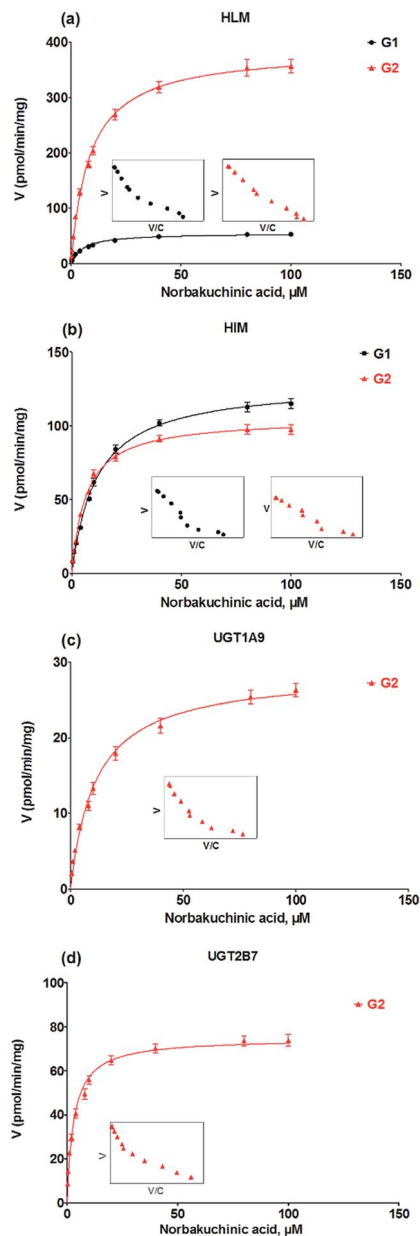 (a) HLM
G1
G2
400
300
200
100
0
V (pmol/min/mg)
V
V/C
V
V/C
0 50 100 150
Norbakuchinic acid, µM
(b) HIM
G1
G2
150
100
50
0
V (pmol/min/mg)
V
V/C
V
V/C
0 50 100 150
Norbakuchinic acid, µM
(c) UGT1A9
G2
30
20
10
0
V (pmol/min/mg)
V
V/C
0 50 100 150
Norbakuchinic acid, µM
(d) UGT2B7
G2
100
80
60
40
20
0
V (pmol/min/mg)
V
V/C
0 50 100 150
Norbakuchinic acid, µM